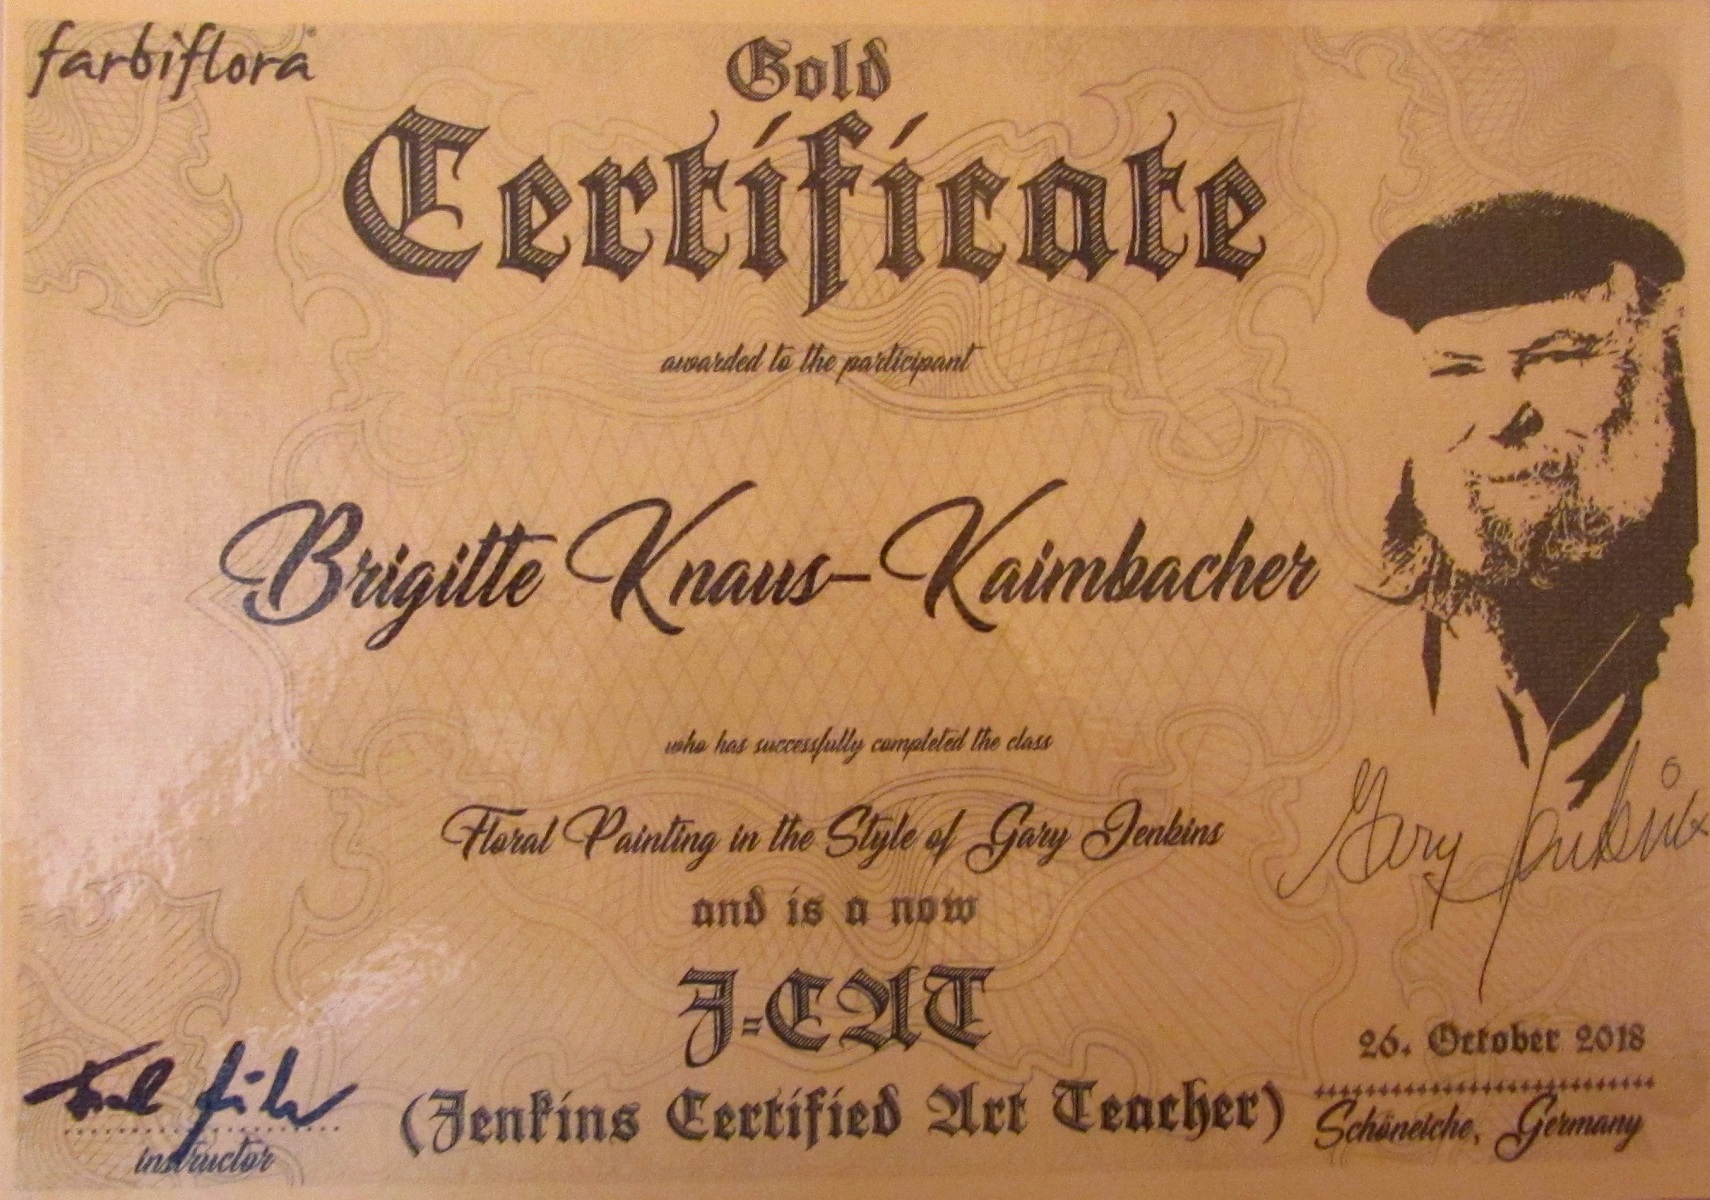 farbiflora®
Gold
Certificate
awarded to the participant
Brigitte Knaus-Kaimbacher
who has successfully completed the class
Floral Painting in the Style of Gary Jenkins
and is a now
J=CAT
(Jenkins Certified Art Teacher)
Gary Jenkins
26. October 2018
Schöneiche, Germany
instructor